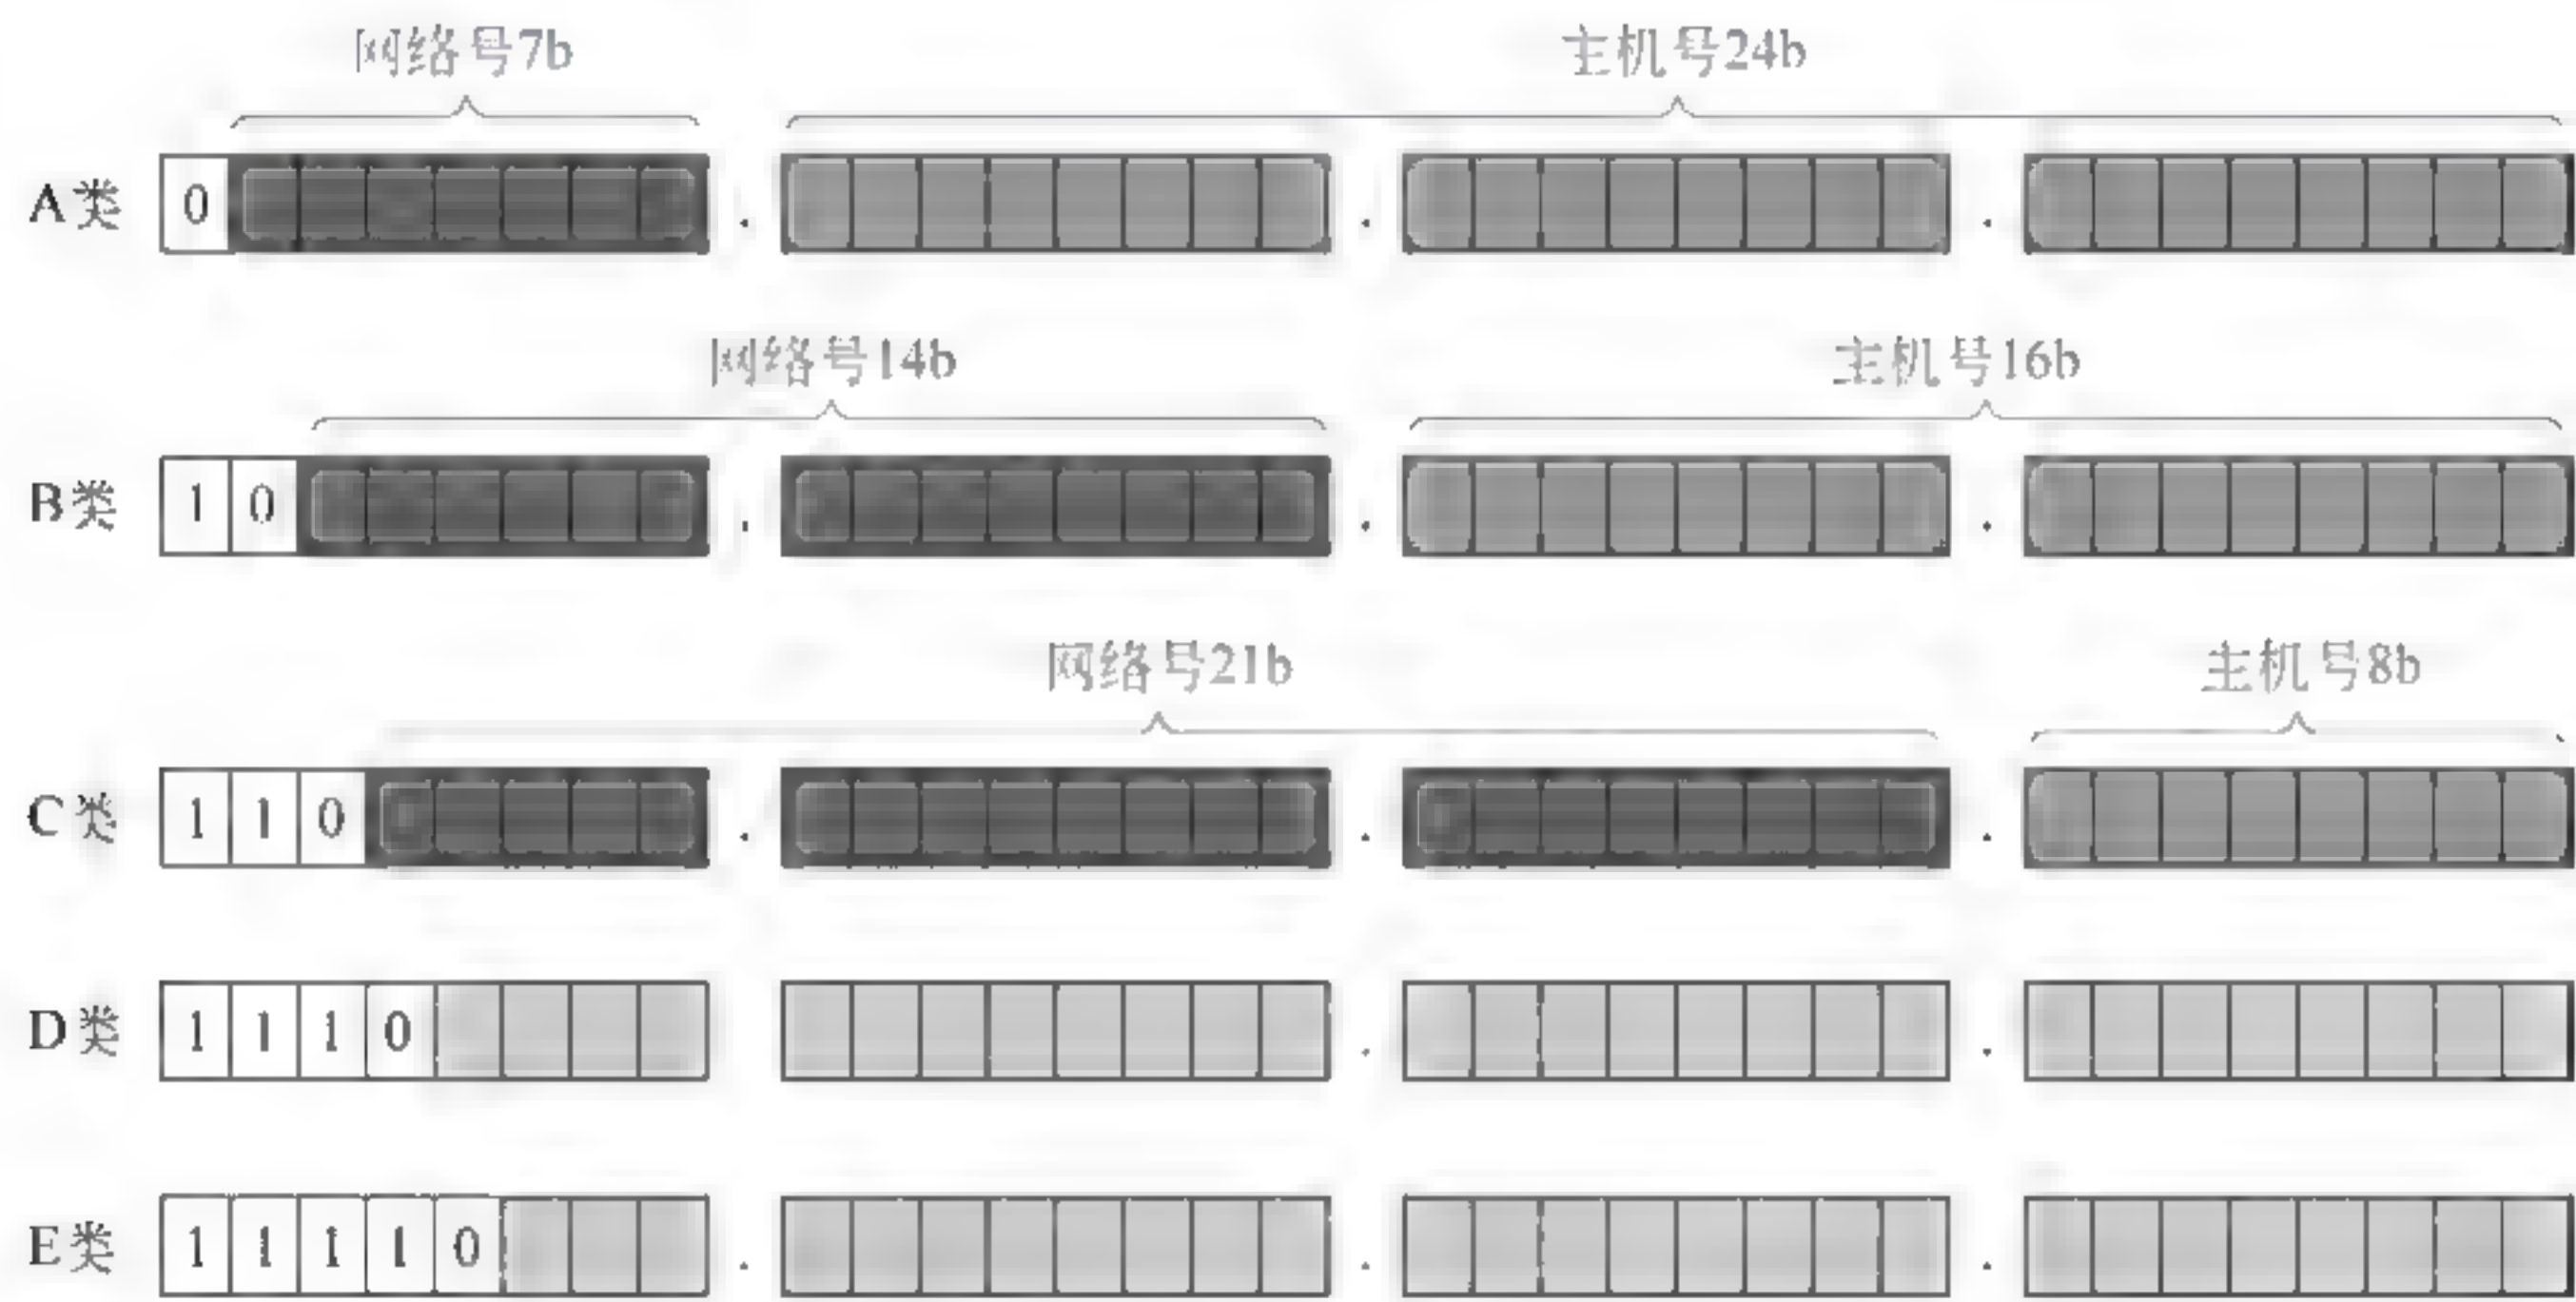 网络号7b 主机号24b
A类 0 . . .
网络号14b 主机号16b
B类 1 0 . . .
网络号21b 主机号8b
C类 1 1 0 . . .
D类 1 1 1 0 . .
E类 1 1 1 1 0 . . .